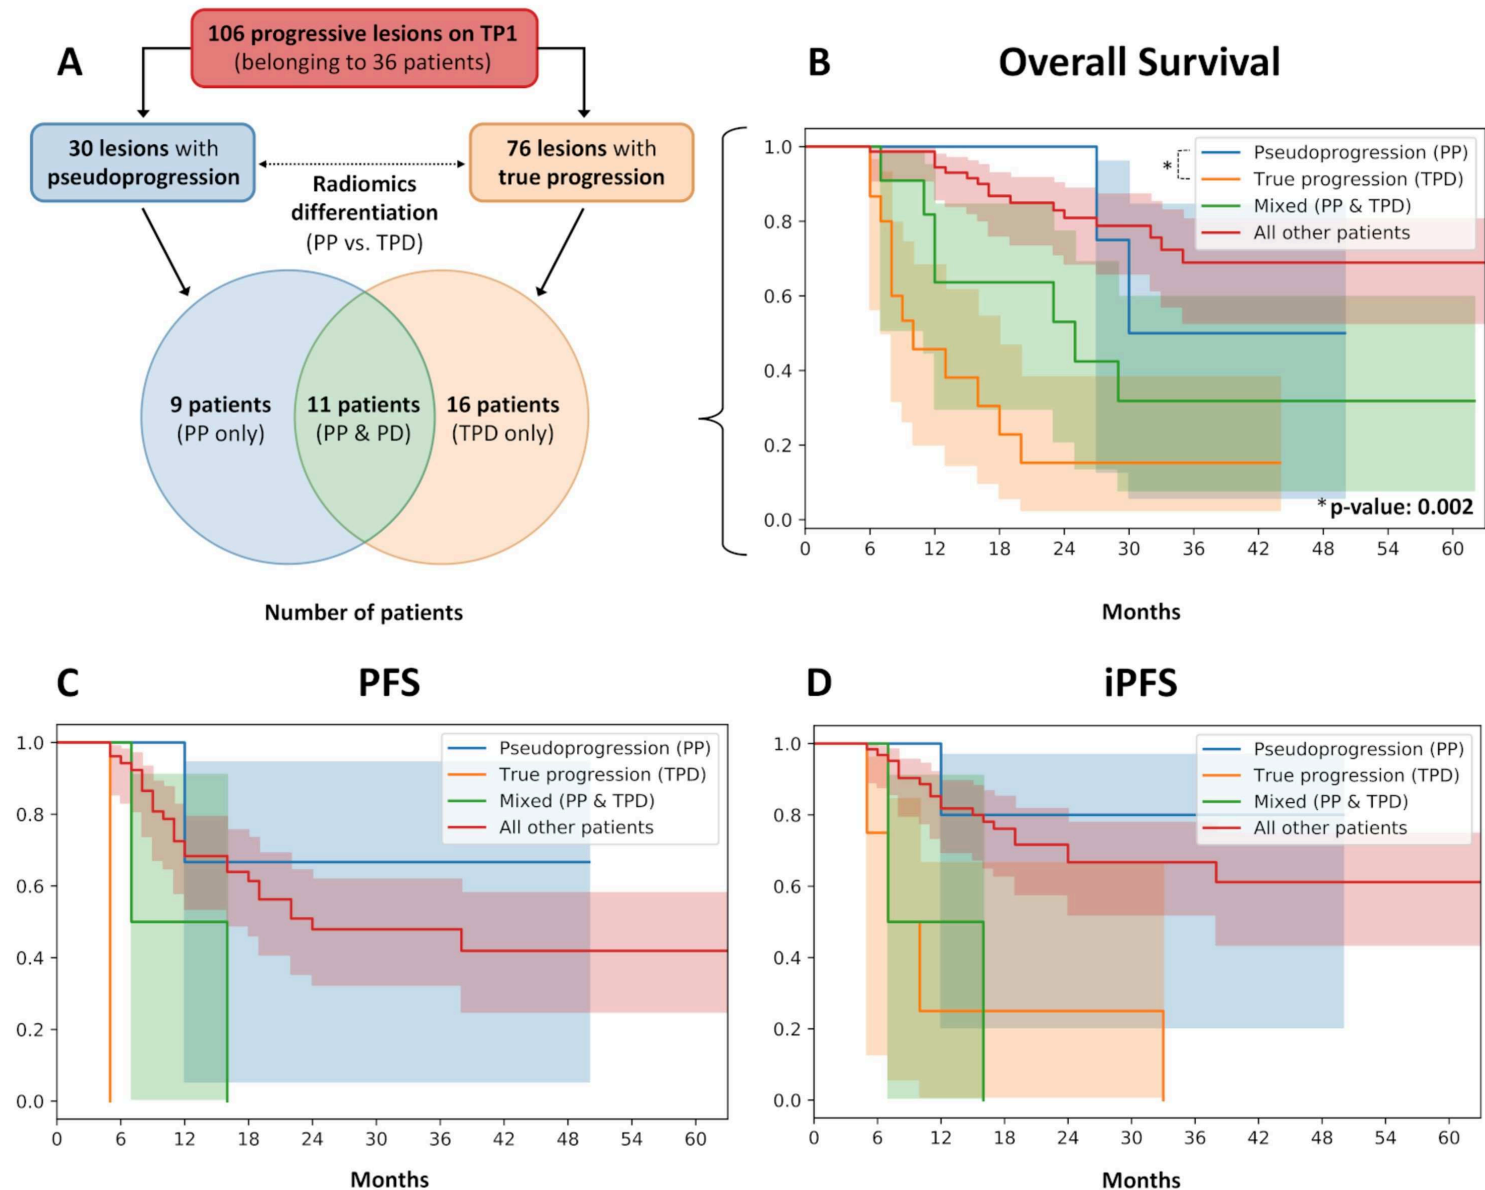 A
106 progressive lesions on TP1
(belonging to 36 patients)
30 lesions with
pseudoprogression
76 lesions with
true progression
Radiomics
differentiation
(PP vs. TPD)
9 patients
(PP only)
11 patients
(PP & PD)
16 patients
(TPD only)
Number of patients
B
Overall Survival
1.0
0.8
0.6
0.4
0.2
0.0
*
Pseudoprogression (PP)
True progression (TPD)
Mixed (PP & TPD)
All other patients
*p-value: 0.002
0 6 12 18 24 30 36 42 48 54 60
Months
C
PFS
1.0
0.8
0.6
0.4
0.2
0.0
Pseudoprogression (PP)
True progression (TPD)
Mixed (PP & TPD)
All other patients
0 6 12 18 24 30 36 42 48 54 60
Months
D
iPFS
1.0
0.8
0.6
0.4
0.2
0.0
Pseudoprogression (PP)
True progression (TPD)
Mixed (PP & TPD)
All other patients
0 6 12 18 24 30 36 42 48 54 60
Months